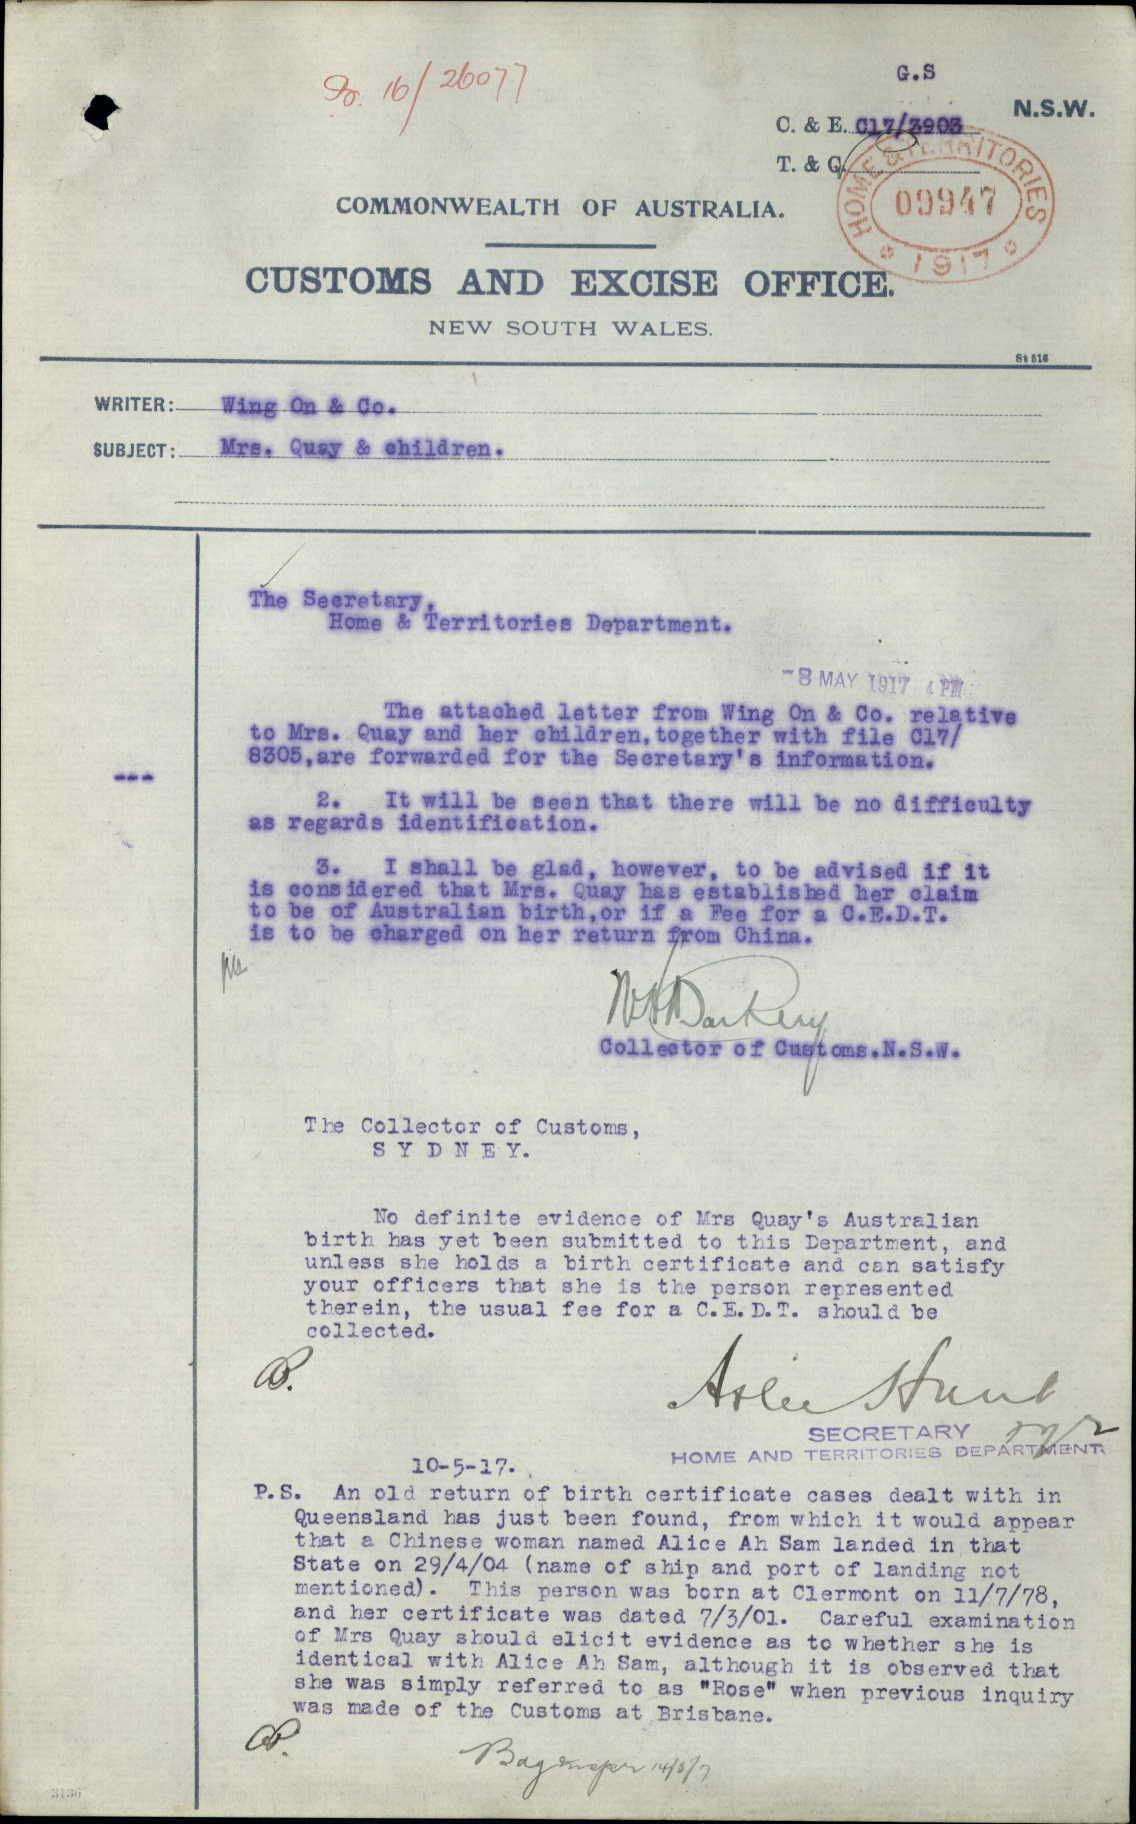 16/26077
G.S
N.S.W.
C. & E. C17/3903
T. & G.
HOME & TERRITORIES
09947
* 1917 *
COMMONWEALTH OF AUSTRALIA.
CUSTOMS AND EXCISE OFFICE.
NEW SOUTH WALES.
St 516
WRITER: Wing On & Co.
SUBJECT: Mrs. Quay & children.
The Secretary,
Home & Territories Department.
-8 MAY 1917 4 PM
The attached letter from Wing On & Co. relative
to Mrs. Quay and her children,together with file C17/
8305,are forwarded for the Secretary's information.
---
2. It will be seen that there will be no difficulty
as regards identification.
3. I shall be glad, however, to be advised if it
is considered that Mrs. Quay has established her claim
to be of Australian birth,or if a Fee for a C.E.D.T.
is to be charged on her return from China.
Collector of Customs.N.S.W.
The Collector of Customs,
S Y D N E Y.
No definite evidence of Mrs Quay's Australian
birth has yet been submitted to this Department, and
unless she holds a birth certificate and can satisfy
your officers that she is the person represented
therein, the usual fee for a C.E.D.T. should be
collected.
Atlee Hunt
SECRETARY
HOME AND TERRITORIES DEPARTMENT
10-5-17.
P.S. An old return of birth certificate cases dealt with in
Queensland has just been found, from which it would appear
that a Chinese woman named Alice Ah Sam landed in that
State on 29/4/04 (name of ship and port of landing not
mentioned). This person was born at Clermont on 11/7/78,
and her certificate was dated 7/3/01. Careful examination
of Mrs Quay should elicit evidence as to whether she is
identical with Alice Ah Sam, although it is observed that
she was simply referred to as "Rose" when previous inquiry
was made of the Customs at Brisbane.
3136